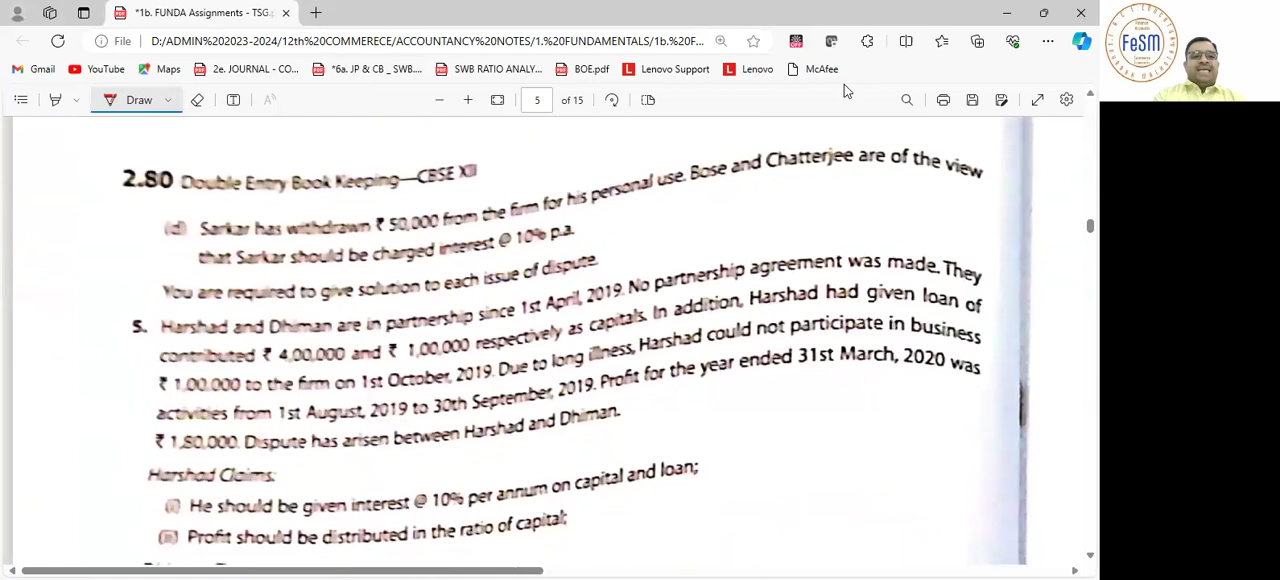 *1b. FUNDA Assignments - TSG.p
File D:/ADMIN%202023-2024/12th%20COMMERECE/ACCOUNTANCE%20NOTES/1.%20FUNDAMENTALS/1b.%20F...
Gmail YouTube Maps 2e. JOURNAL - CO... *6a. JP & CB _SWB... SWB RATIO ANALY... BOE.pdf Lenovo Support Lenovo McAfee
Draw 5 of 15
FeSM
2.80 Double Entry Book Keeping—CBSE XII
(d) Sarkar has withdrawn ₹ 50,000 from the firm for his personal use. Bose and Chatterjee are of the view
that Sarkar should be charged interest @ 10% p.a.
You are required to give solution to each issue of dispute.
5. Harshad and Dhiman are in partnership since 1st April, 2019. No partnership agreement was made. They
contributed ₹ 4,00,000 and ₹ 1,00,000 respectively as capitals. In addition, Harshad had given loan of
₹ 1,00,000 to the firm on 1st October, 2019. Due to long illness, Harshad could not participate in business
activities from 1st August, 2019 to 30th September, 2019. Profit for the year ended 31st March, 2020 was
₹ 1,80,000. Dispute has arisen between Harshad and Dhiman.
Harshad Claims:
(i) He should be given interest @ 10% per annum on capital and loan;
(ii) Profit should be distributed in the ratio of capital;